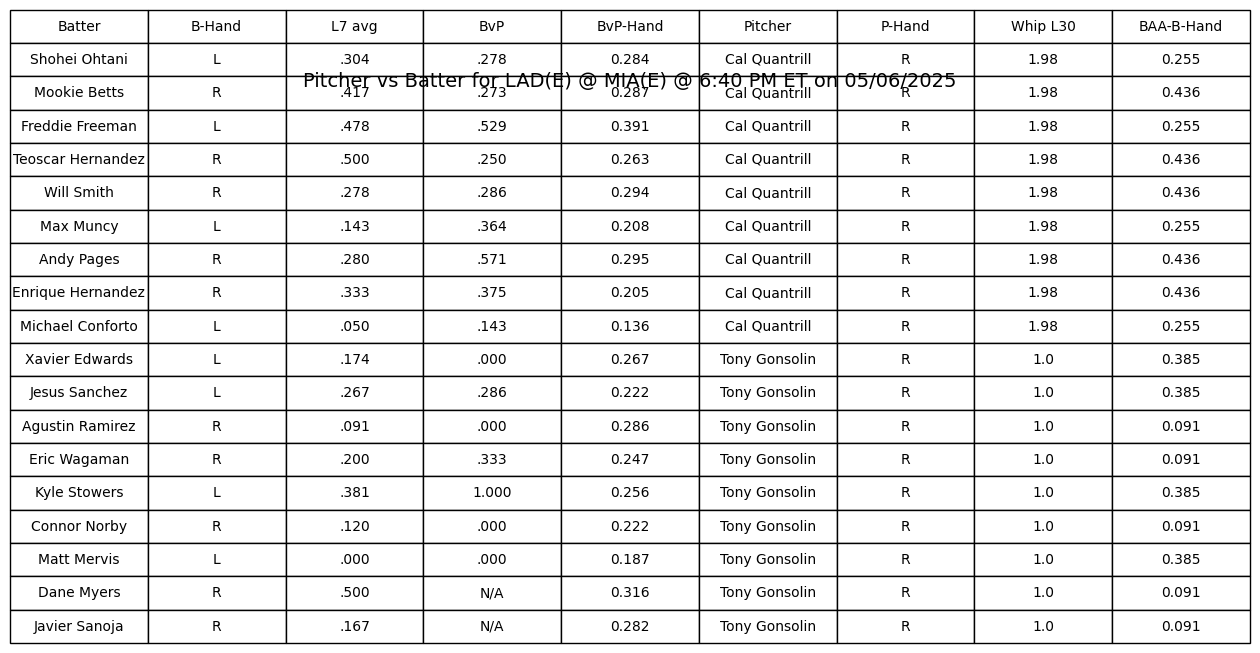 Batter B-Hand L7 avg BvP BvP-Hand Pitcher P-Hand Whip L30 BAA-B-Hand
Shohei Ohtani L .304 .278 0.284 Cal Quantrill R 1.98 0.255
Pitcher vs Batter for LAD(E) @ MIA(E) @ 6:40 PM ET on 05/06/2025
Mookie Betts R .417 .273 0.287 Cal Quantrill R 1.98 0.436
Freddie Freeman L .478 .529 0.391 Cal Quantrill R 1.98 0.255
Teoscar Hernandez R .500 .250 0.263 Cal Quantrill R 1.98 0.436
Will Smith R .278 .286 0.294 Cal Quantrill R 1.98 0.436
Max Muncy L .143 .364 0.208 Cal Quantrill R 1.98 0.255
Andy Pages R .280 .571 0.295 Cal Quantrill R 1.98 0.436
Enrique Hernandez R .333 .375 0.205 Cal Quantrill R 1.98 0.436
Michael Conforto L .050 .143 0.136 Cal Quantrill R 1.98 0.255
Xavier Edwards L .174 .000 0.267 Tony Gonsolin R 1.0 0.385
Jesus Sanchez L .267 .286 0.222 Tony Gonsolin R 1.0 0.385
Agustin Ramirez R .091 .000 0.286 Tony Gonsolin R 1.0 0.091
Eric Wagaman R .200 .333 0.247 Tony Gonsolin R 1.0 0.091
Kyle Stowers L .381 1.000 0.256 Tony Gonsolin R 1.0 0.385
Connor Norby R .120 .000 0.222 Tony Gonsolin R 1.0 0.091
Matt Mervis L .000 .000 0.187 Tony Gonsolin R 1.0 0.385
Dane Myers R .500 N/A 0.316 Tony Gonsolin R 1.0 0.091
Javier Sanoja R .167 N/A 0.282 Tony Gonsolin R 1.0 0.091